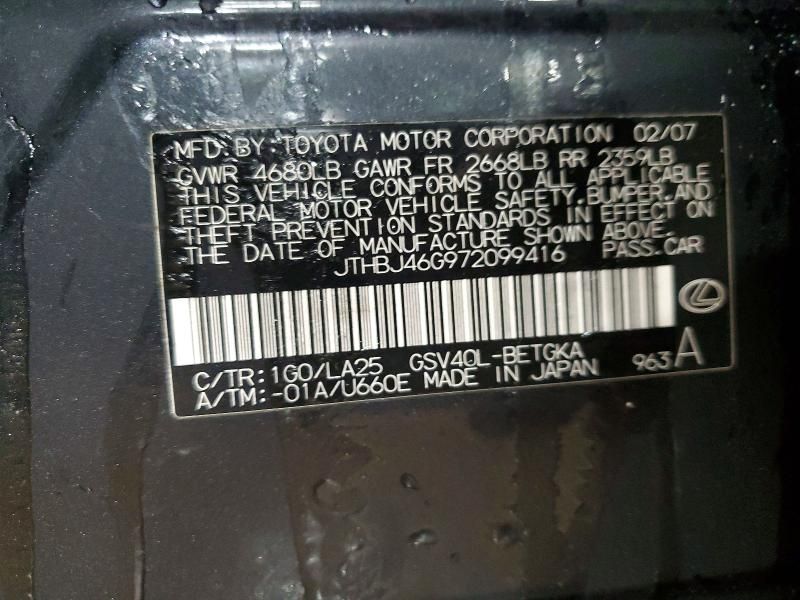 MFD BY: TOYOTA MOTOR CORPORATION 02/07
GVWR 4680LB GAWR FR 2668LB RR 2359LB
THIS VEHICLE CONFORMS TO ALL APPLICABLE
FEDERAL MOTOR VEHICLE SAFETY,BUMPER,AND
THEFT PREVENTION STANDARDS IN EFFECT ON
THE DATE OF MANUFACTURE SHOWN ABOVE.
JTHBJ46G972099416 PASS.CAR
C/TR: 1G0/LA25 GSV40L-BETGKA
A/TM: -01A/U660E MADE IN JAPAN 963 A